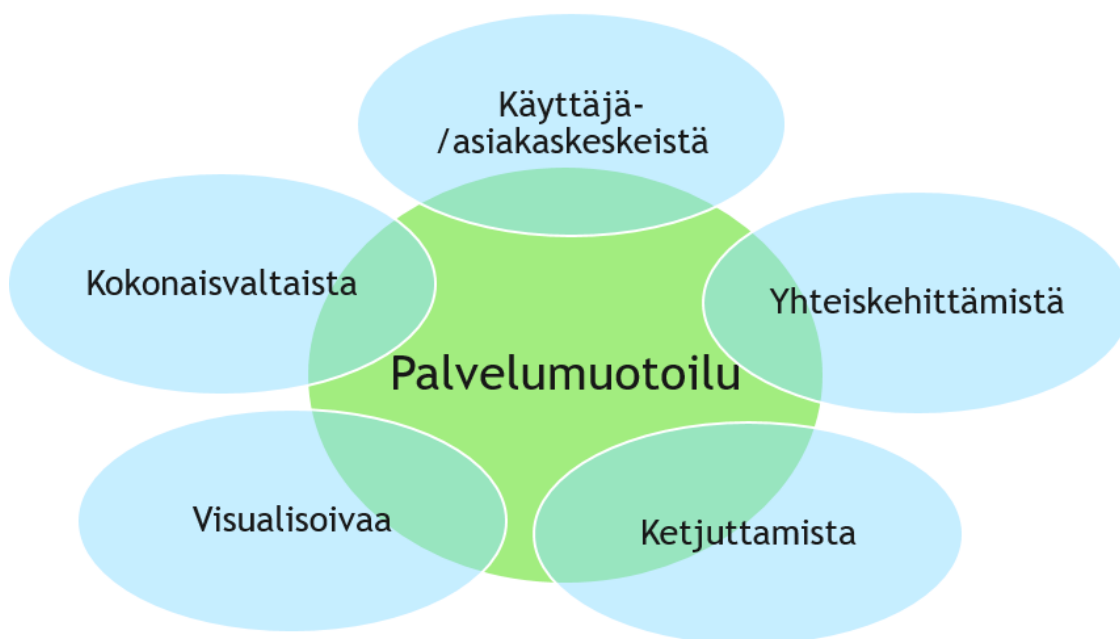 Käyttäjä-
/asiakaskeskeistä
Kokonaisvaltaista
Yhteiskehittämistä
Palvelumuotoilu
Visualisoivaa
Ketjuttamista